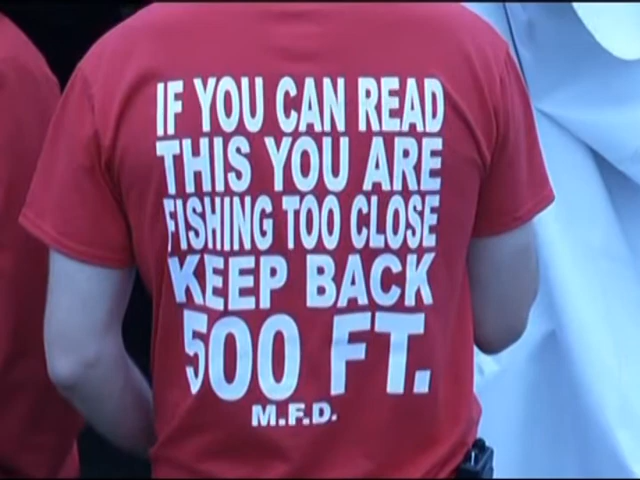 IF YOU CAN READ
THIS YOU ARE
FISHING TOO CLOSE
KEEP BACK
500 FT.
M.F.D.